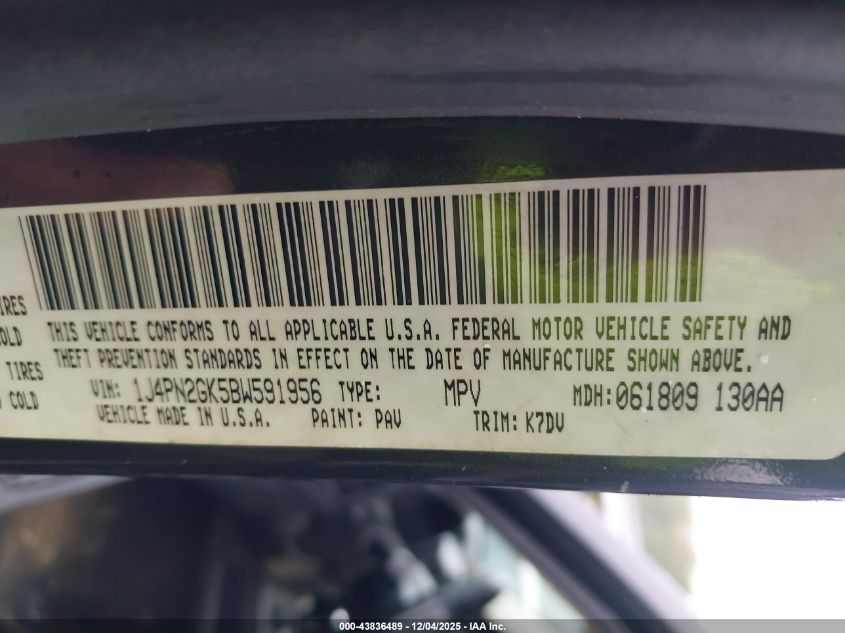 IRES
OLD
TIRES
COLD
THIS VEHICLE CONFORMS TO ALL APPLICABLE U.S.A. FEDERAL MOTOR VEHICLE SAFETY AND
THEFT PREVENTION STANDARDS IN EFFECT ON THE DATE OF MANUFACTURE SHOWN ABOVE.
VIN: 1J4PN2GK5BW591956 TYPE: MPV MDH:061809 130AA
VEHICLE MADE IN U.S.A. PAINT: PAV TRIM: K7DV
000-43836489 - 12/04/2025 - IAA Inc.